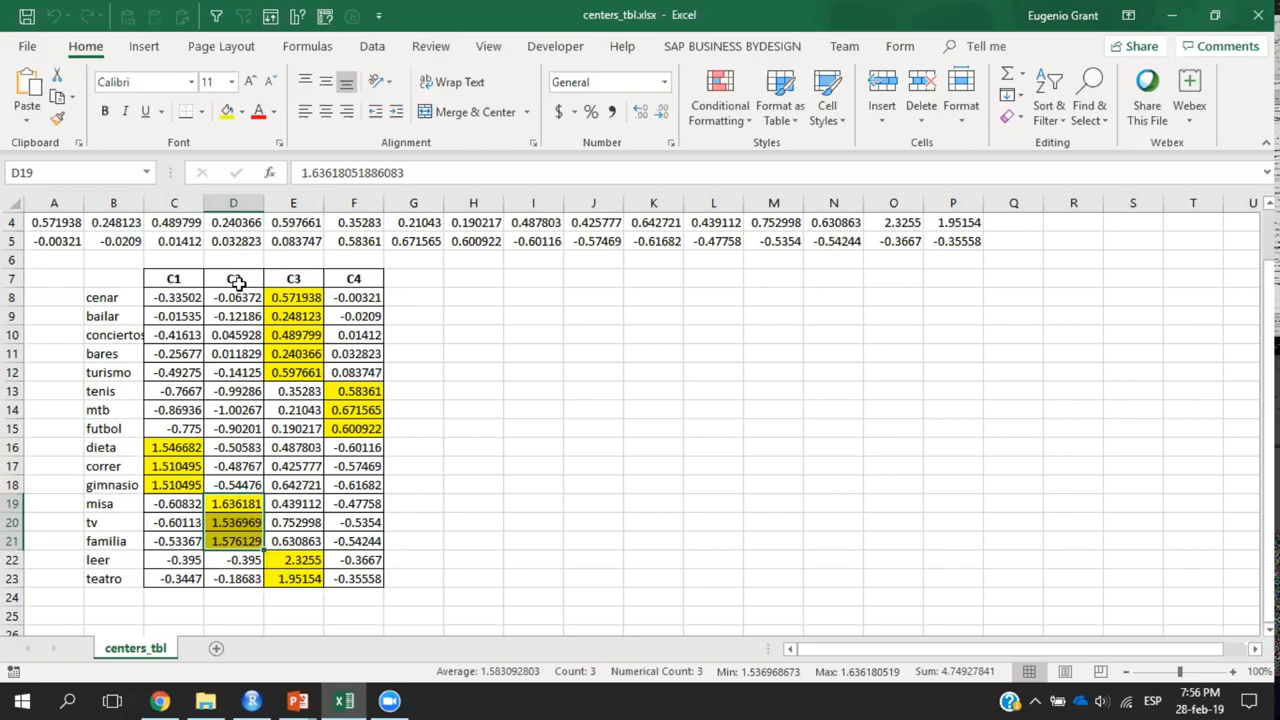 centers_tbl.xlsx - Excel
Eugenio Grant
File Home Insert Page Layout Formulas Data Review View Developer Help SAP BUSINESS BYDESIGN Team Form Tell me Share Comments
Paste
Calibri 11 Wrap Text General
B I U Merge & Center $ % ,
Conditional Formatting Format as Table Cell Styles Insert Delete Format Sort & Filter Find & Select Share This File Webex
Clipboard Font Alignment Number Styles Cells Editing Webex
D19 fx 1.63618051886083
A B C D E F G H I J K L M N O P Q R S T U
4 0.571938 0.248123 0.489799 0.240366 0.597661 0.35283 0.21043 0.190217 0.487803 0.425777 0.642721 0.439112 0.752998 0.630863 2.3255 1.95154
5 -0.00321 -0.0209 0.01412 0.032823 0.083747 0.58361 0.671565 0.600922 -0.60116 -0.57469 -0.61682 -0.47758 -0.5354 -0.54244 -0.3667 -0.35558
6
7 C1 C2 C3 C4
8 cenar -0.33502 -0.06372 0.571938 -0.00321
9 bailar -0.01535 -0.12186 0.248123 -0.0209
10 conciertos -0.41613 0.045928 0.489799 0.01412
11 bares -0.25677 0.011829 0.240366 0.032823
12 turismo -0.49275 -0.14125 0.597661 0.083747
13 tenis -0.7667 -0.99286 0.35283 0.58361
14 mtb -0.86936 -1.00267 0.21043 0.671565
15 futbol -0.775 -0.90201 0.190217 0.600922
16 dieta 1.546682 -0.50583 0.487803 -0.60116
17 correr 1.510495 -0.48767 0.425777 -0.57469
18 gimnasio 1.510495 -0.54476 0.642721 -0.61682
19 misa -0.60832 1.636181 0.439112 -0.47758
20 tv -0.60113 1.536969 0.752998 -0.5354
21 familia -0.53367 1.576129 0.630863 -0.54244
22 leer -0.395 -0.395 2.3255 -0.3667
23 teatro -0.3447 -0.18683 1.95154 -0.35558
24
25
26
centers_tbl
Average: 1.583092803 Count: 3 Numerical Count: 3 Min: 1.536968673 Max: 1.636180519 Sum: 4.74927841 100%
ESP 7:56 PM
28-feb-19